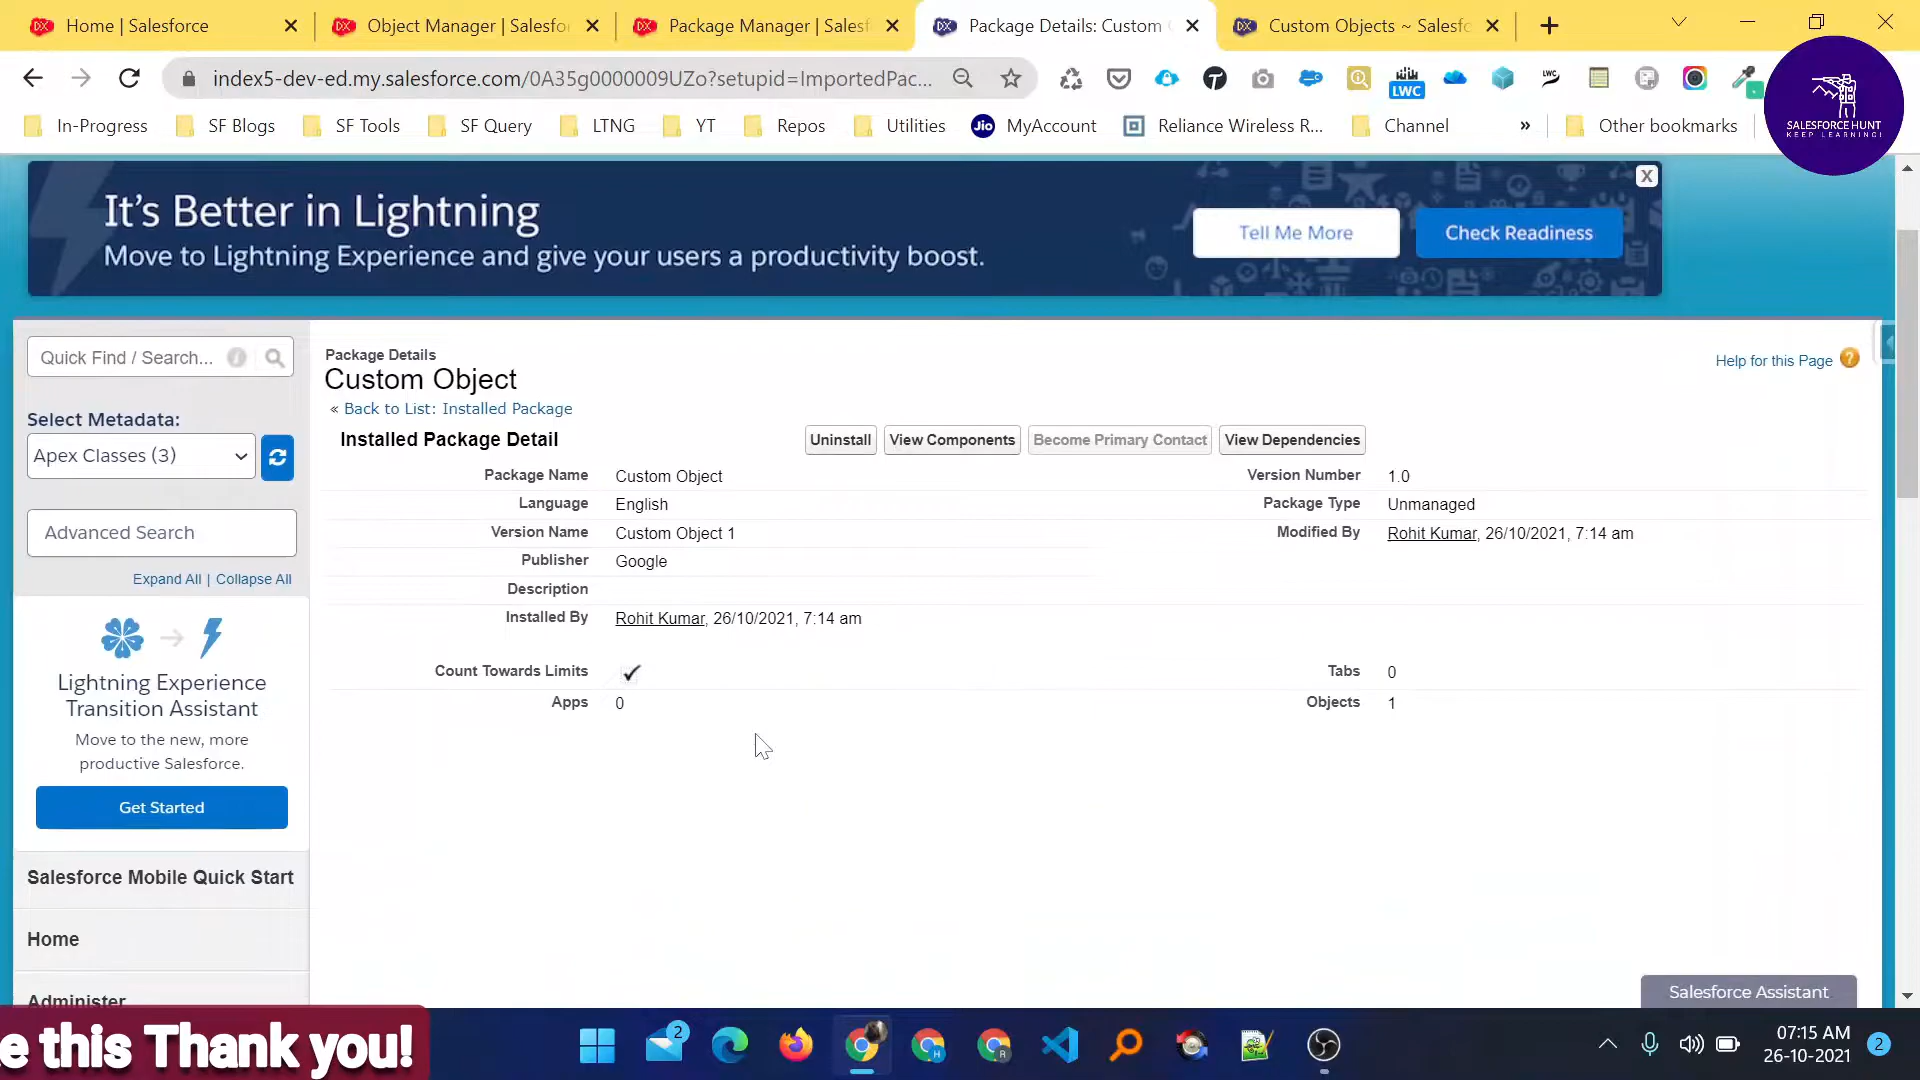 Home | Salesforce
Object Manager | Salesfo
Package Manager | Salesf
Package Details: Custom
Custom Objects ~ Salesfo
index5-dev-ed.my.salesforce.com/0A35g0000009UZo?setupid=ImportedPac...
LWC
LWC
In-Progress
SF Blogs
SF Tools
SF Query
LTNG
YT
Repos
Utilities
Jio
MyAccount
Reliance Wireless R...
Channel
»
Other bookmarks
SALESFORCE HUNT
KEEP LEARNING!
It's Better in Lightning
Move to Lightning Experience and give your users a productivity boost.
Tell Me More
Check Readiness
X
Quick Find / Search...
Select Metadata:
Apex Classes (3)
Advanced Search
Expand All | Collapse All
Lightning Experience
Transition Assistant
Move to the new, more
productive Salesforce.
Get Started
Salesforce Mobile Quick Start
Home
Administer
Package Details
Custom Object
« Back to List: Installed Package
Help for this Page
Installed Package Detail
Uninstall
View Components
Become Primary Contact
View Dependencies
Package Name Custom Object
Version Number 1.0
Language English
Package Type Unmanaged
Version Name Custom Object 1
Modified By Rohit Kumar, 26/10/2021, 7:14 am
Publisher Google
Description
Installed By Rohit Kumar, 26/10/2021, 7:14 am
Count Towards Limits
Tabs 0
Apps 0
Objects 1
Salesforce Assistant
e this Thank you!
2
H
R
07:15 AM
26-10-2021
2